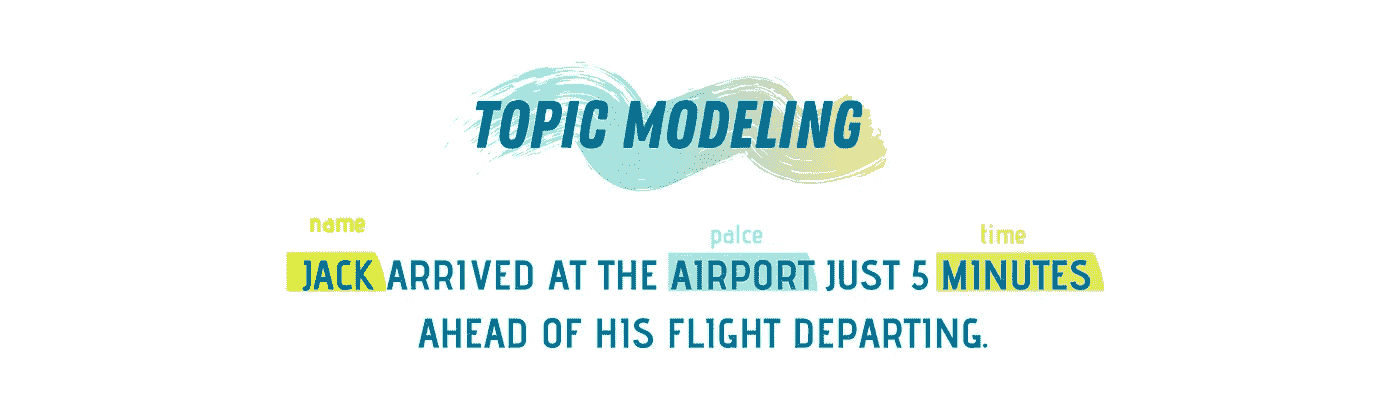 TOPIC MODELING
name palce time
JACK ARRIVED AT THE AIRPORT JUST 5 MINUTES
AHEAD OF HIS FLIGHT DEPARTING.